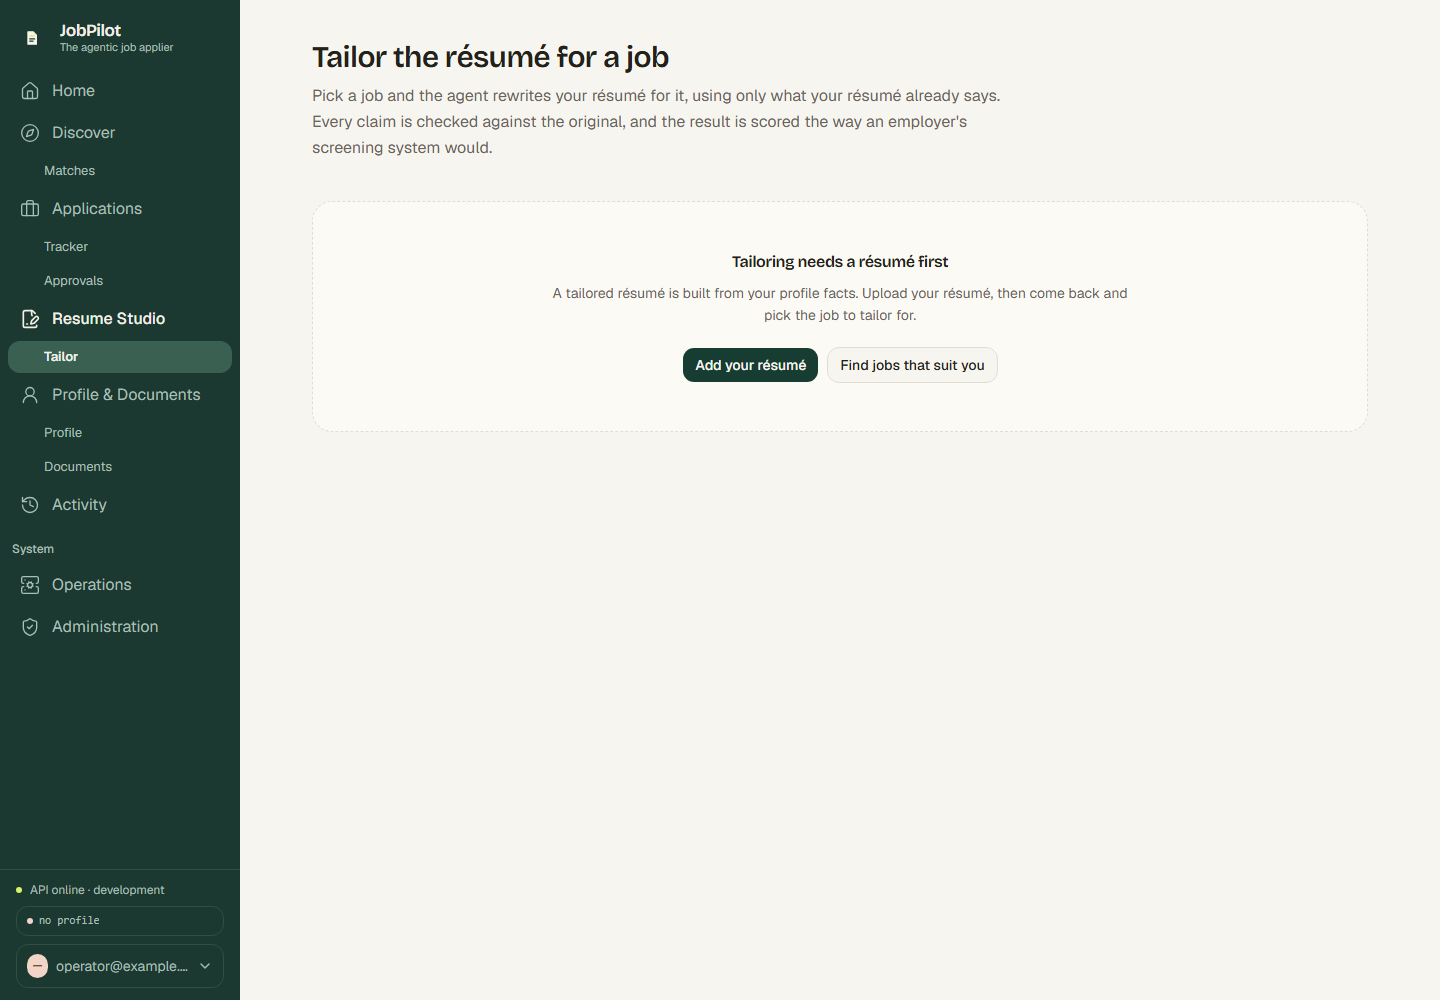 JobPilot
The agentic job applier
Home
Discover
Matches
Applications
Tracker
Approvals
Resume Studio
Tailor
Profile & Documents
Profile
Documents
Activity
System
Operations
Administration
API online · development
no profile
operator@example....
Tailor the résumé for a job
Pick a job and the agent rewrites your résumé for it, using only what your résumé already says.
Every claim is checked against the original, and the result is scored the way an employer's
screening system would.
Tailoring needs a résumé first
A tailored résumé is built from your profile facts. Upload your résumé, then come back and
pick the job to tailor for.
Add your résumé
Find jobs that suit you